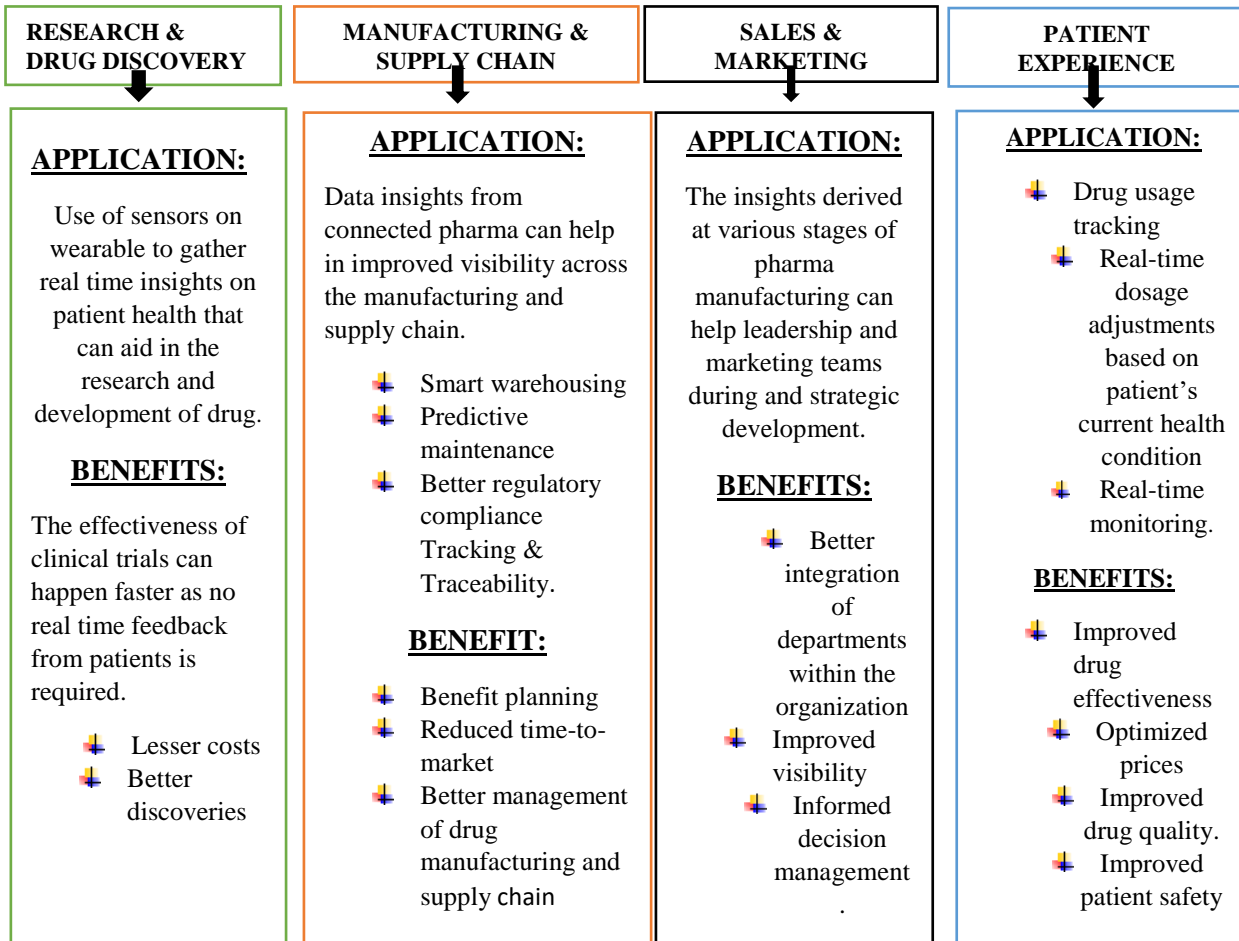 RESEARCH &
DRUG DISCOVERY
APPLICATION:
Use of sensors on
wearable to gather
real time insights on
patient health that
can aid in the
research and
development of drug.
BENEFITS:
The effectiveness of
clinical trials can
happen faster as no
real time feedback
from patients is
required.
Lesser costs
Better
discoveries
MANUFACTURING &
SUPPLY CHAIN
APPLICATION:
Data insights from
connected pharma can help
in improved visibility across
the manufacturing and
supply chain.
Smart warehousing
Predictive
maintenance
Better regulatory
compliance
Tracking &
Traceability.
BENEFIT:
Benefit planning
Reduced time-to-
market
Better management
of drug
manufacturing and
supply chain
SALES &
MARKETING
APPLICATION:
The insights derived
at various stages of
pharma
manufacturing can
help leadership and
marketing teams
during and strategic
development.
BENEFITS:
Better
integration
of
departments
within the
organization
Improved
visibility
Informed
decision
management
.
PATIENT
EXPERIENCE
APPLICATION:
Drug usage
tracking
Real-time
dosage
adjustments
based on
patient’s
current health
condition
Real-time
monitoring.
BENEFITS:
Improved
drug
effectiveness
Optimized
prices
Improved
drug quality.
Improved
patient safety